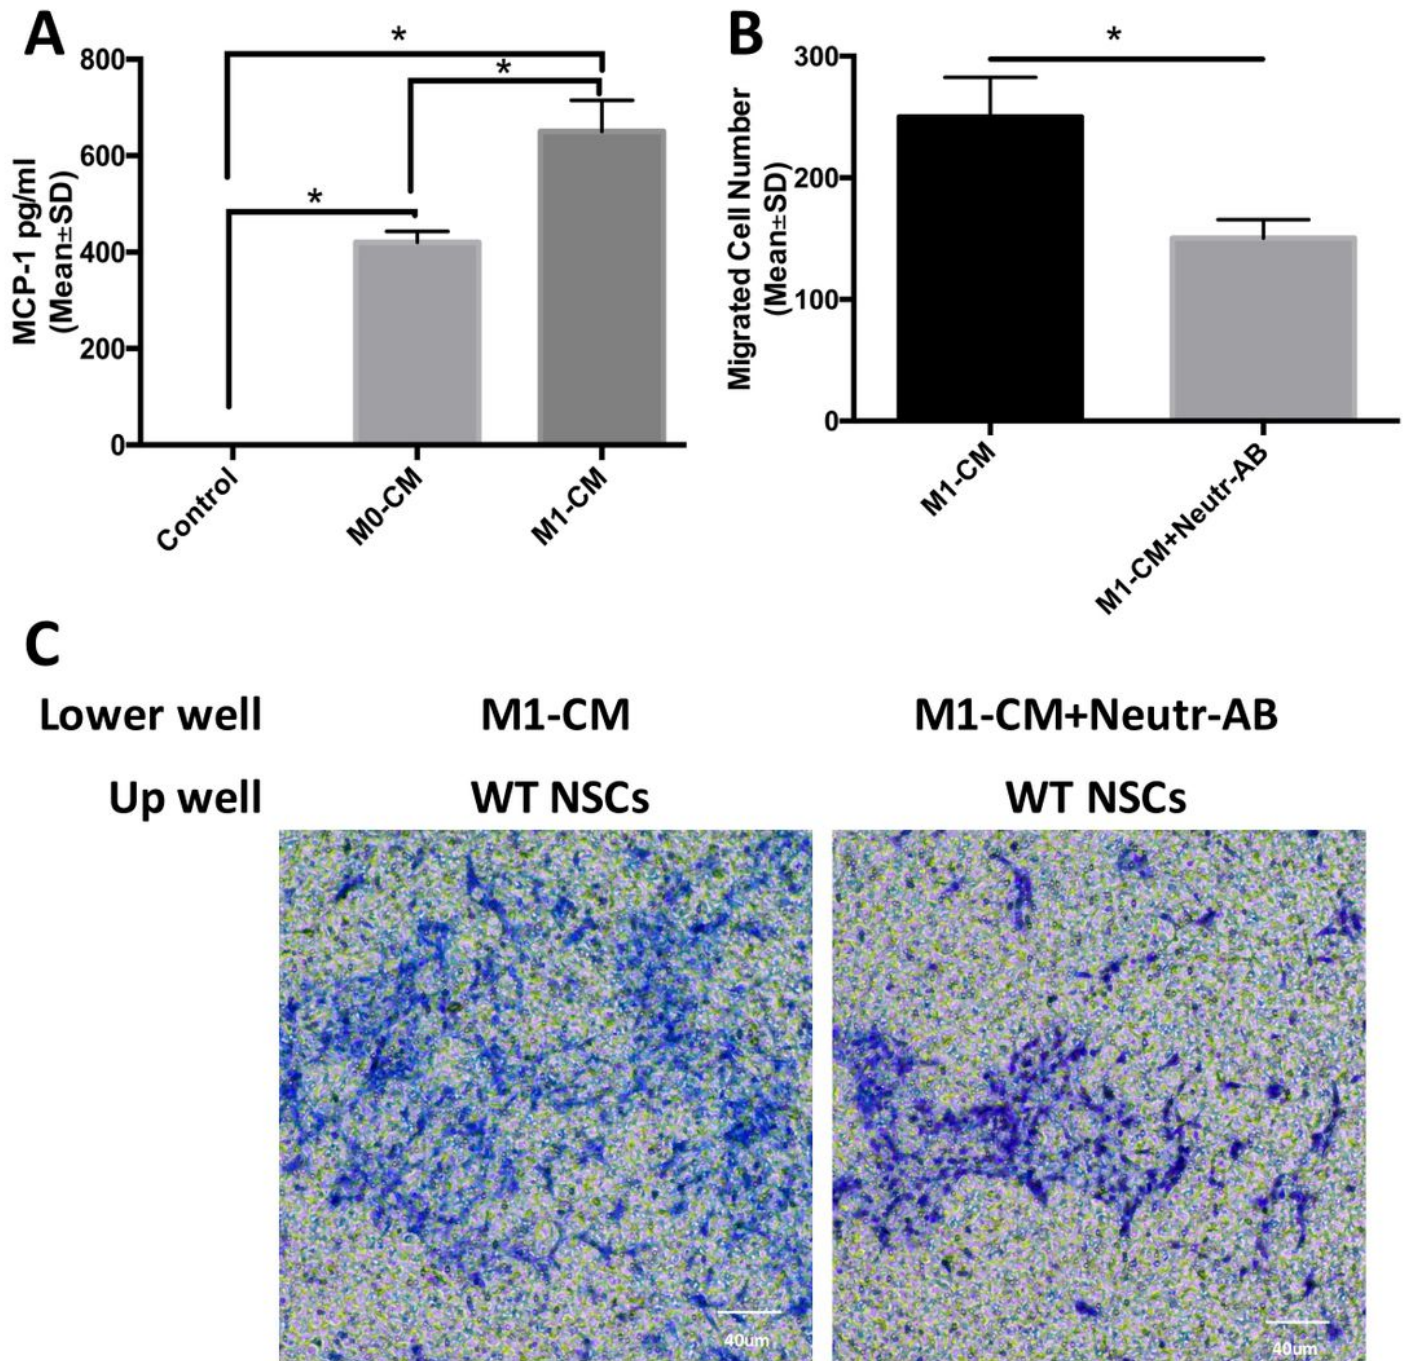 A
B
*
*
*
*
800
600
400
200
0
MCP-1 pg/ml
(Mean±SD)
Control
M0-CM
M1-CM
300
200
100
0
Migrated Cell Number
(Mean±SD)
M1-CM
M1-CM+Neutr-AB
C
Lower well M1-CM M1-CM+Neutr-AB
Up well WT NSCs WT NSCs
40um
40um